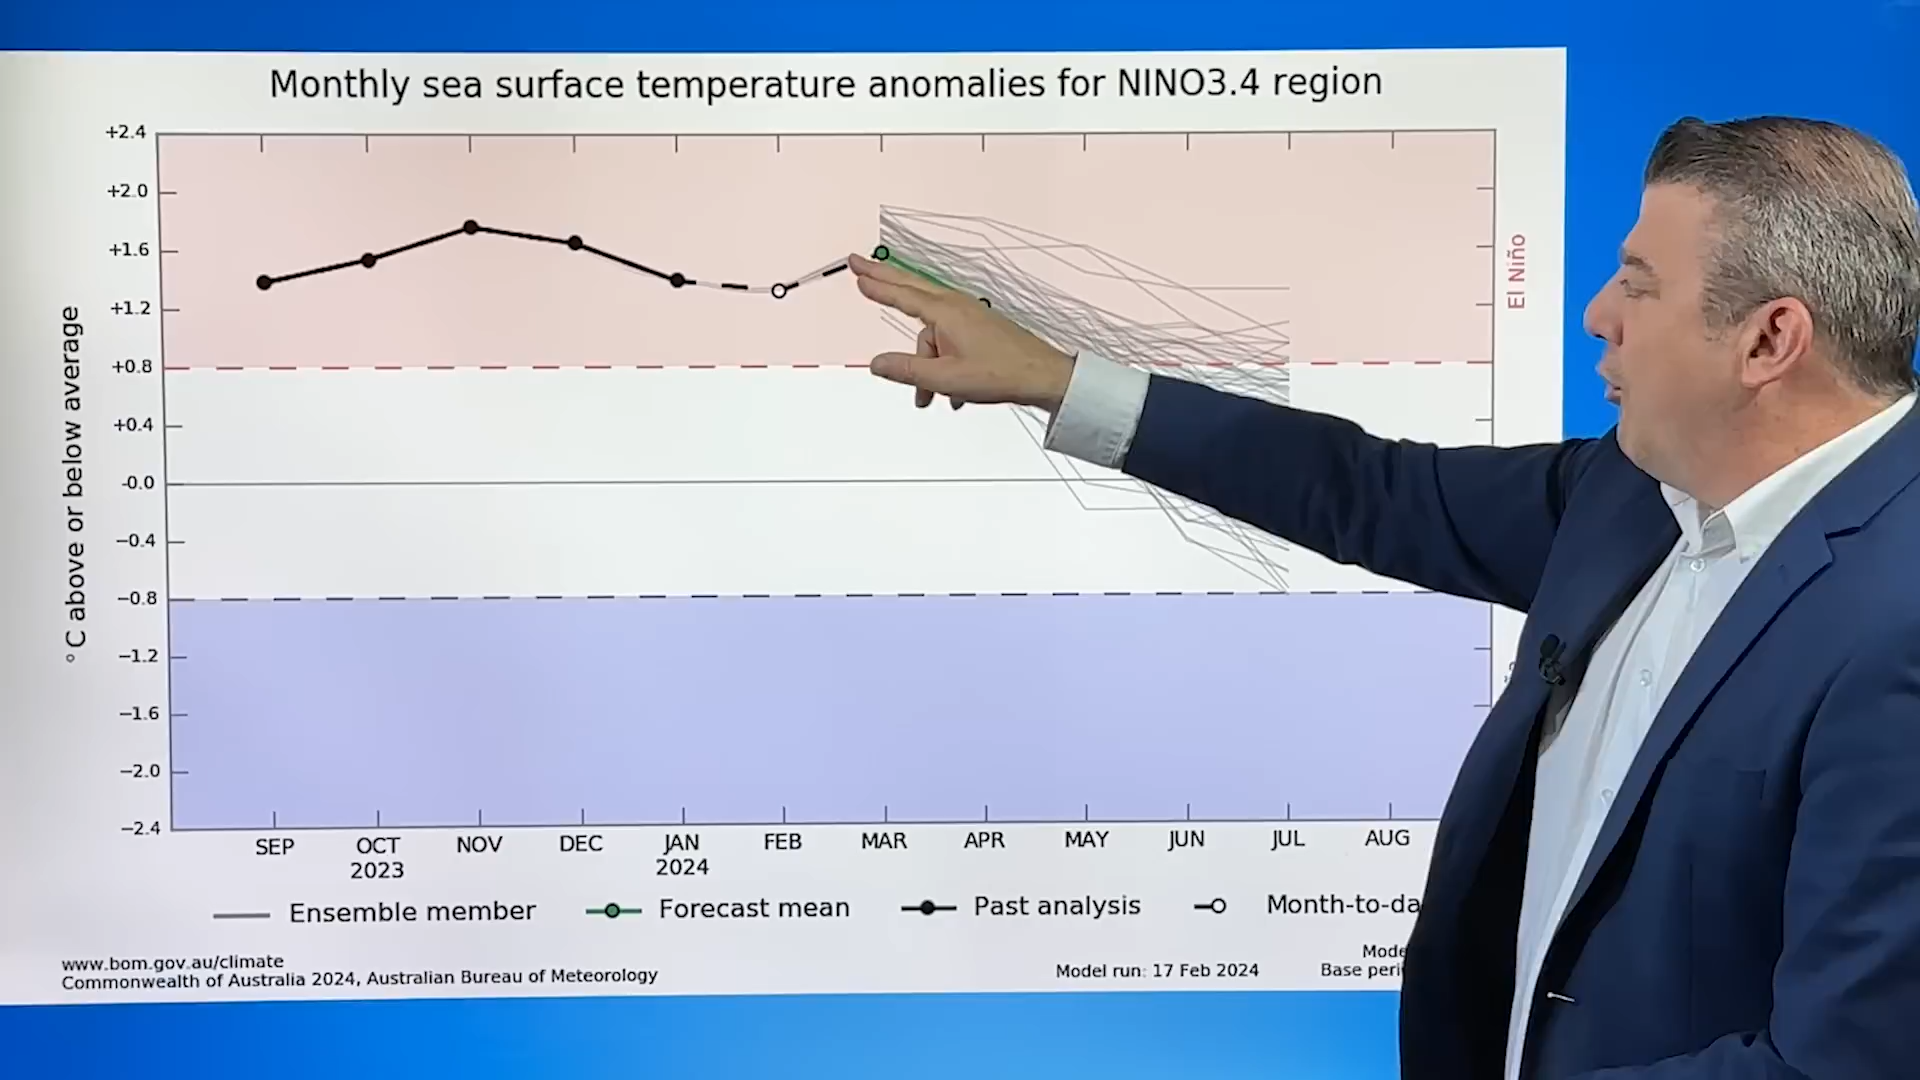 Monthly sea surface temperature anomalies for NINO3.4 region
°C above or below average
+2.4
+2.0
+1.6
+1.2
+0.8
+0.4
-0.0
−0.4
−0.8
−1.2
−1.6
−2.0
−2.4
El Niño
SEP OCT NOV DEC JAN FEB MAR APR MAY JUN JUL AUG
2023 2024
Ensemble member Forecast mean Past analysis Month-to-da
www.bom.gov.au/climate
Commonwealth of Australia 2024, Australian Bureau of Meteorology
Model run: 17 Feb 2024
Mode
Base peri